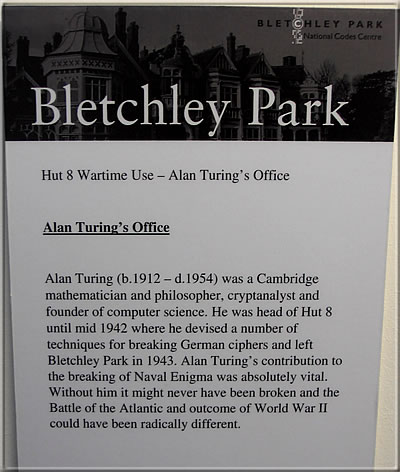 BLETCHLEY PARK
National Codes Centre
Bletchley Park
Hut 8 Wartime Use – Alan Turing's Office
Alan Turing's Office
Alan Turing (b.1912 – d.1954) was a Cambridge
mathematician and philosopher, cryptanalyst and
founder of computer science. He was head of Hut 8
until mid 1942 where he devised a number of
techniques for breaking German ciphers and left
Bletchley Park in 1943. Alan Turing's contribution to
the breaking of Naval Enigma was absolutely vital.
Without him it might never have been broken and the
Battle of the Atlantic and outcome of World War II
could have been radically different.